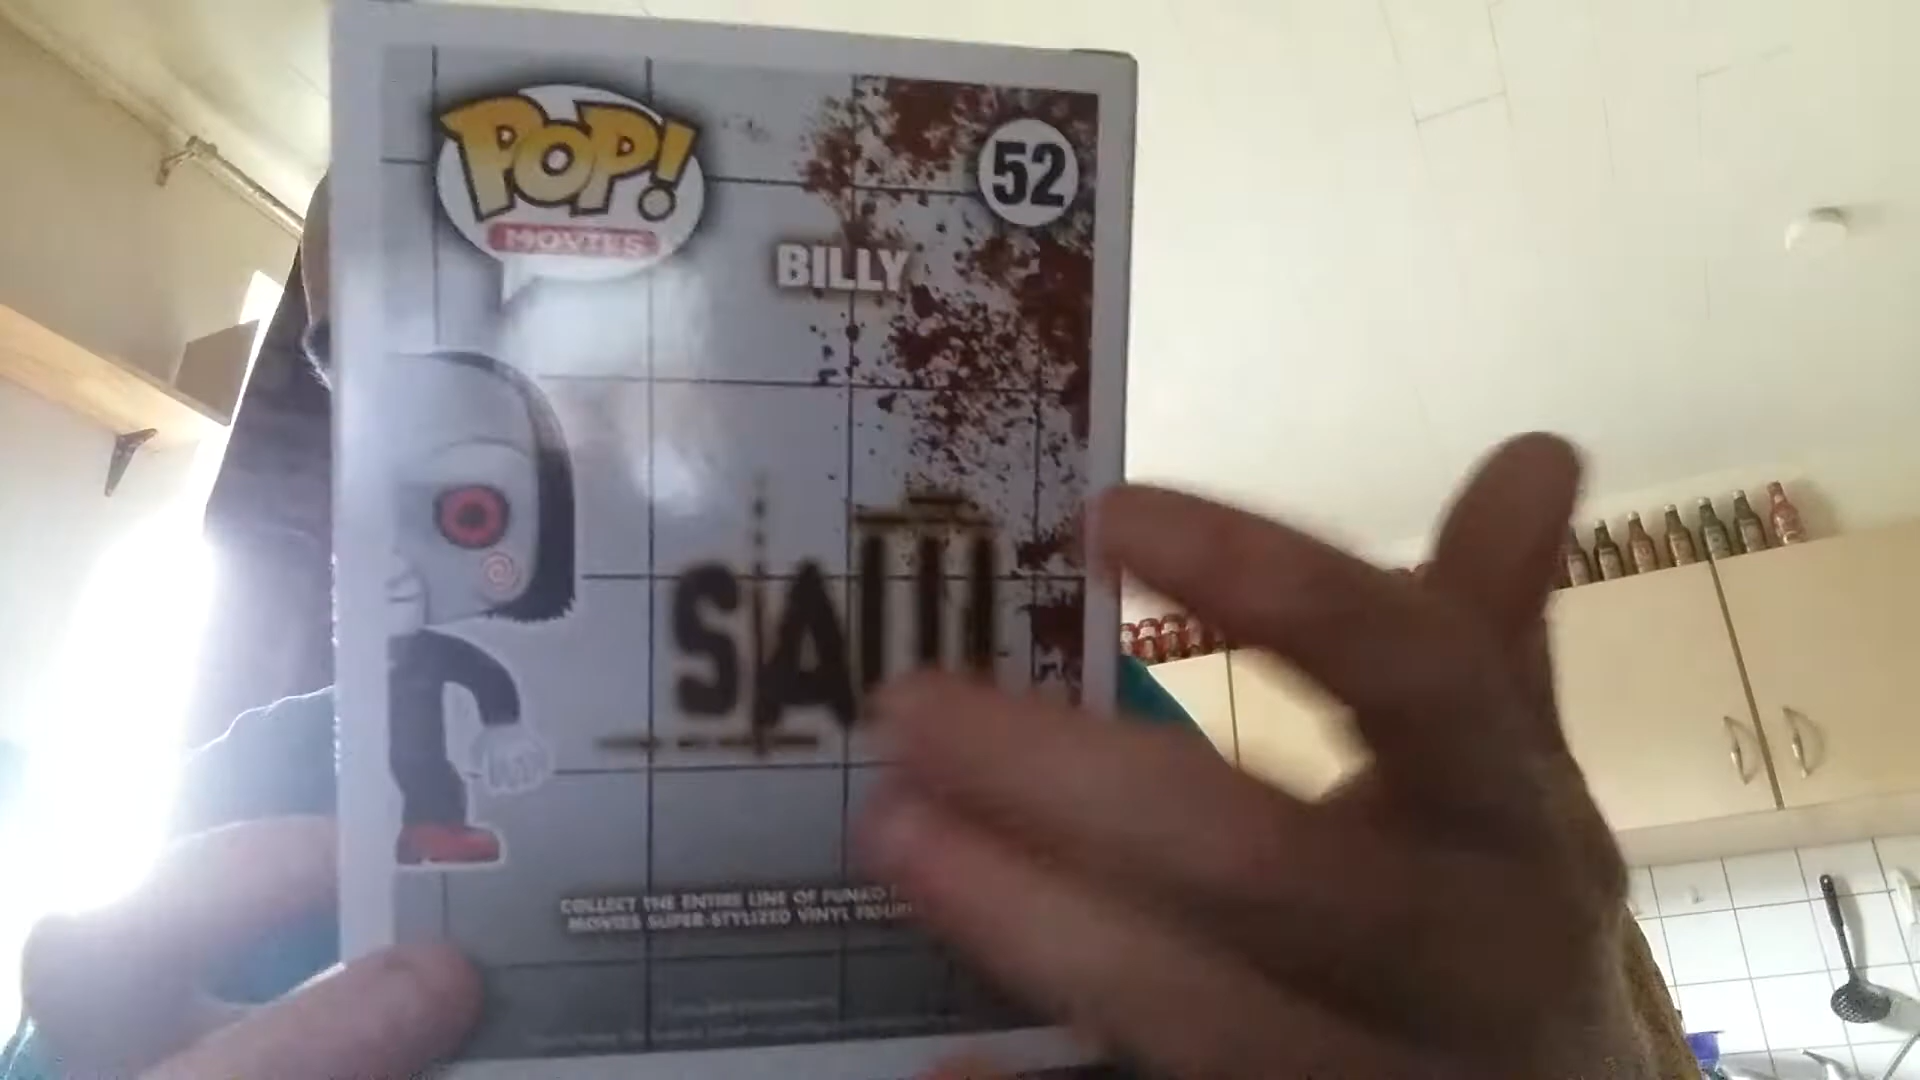 POP!
MOVIES
52
BILLY
SAW
COLLECT THE ENTIRE LINE OF FUNKO
MOVIES SUPER-STYLIZED VINYL